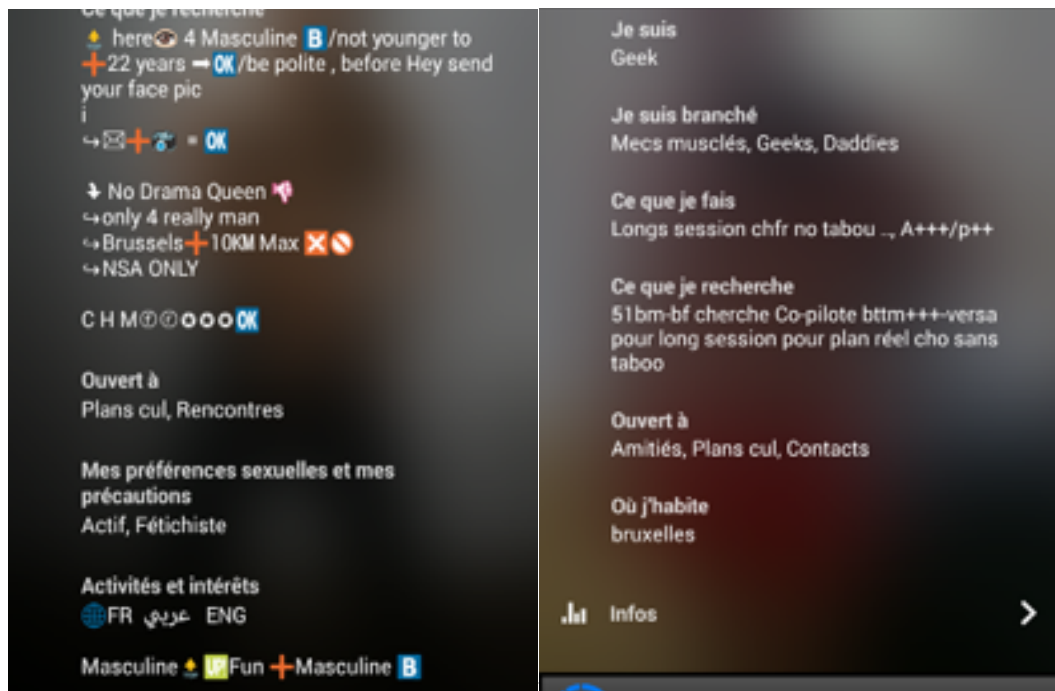 Ce que je recherche
⬆ here👁 4 Masculine 🅱/not younger to
➕22 years ➡🆗/be polite , before Hey send
your face pic
i
↪✉➕📷 = 🆗
⬇ No Drama Queen 👎
↪only 4 really man
↪Brussels➕10KM Max ❎🚫
↪NSA ONLY
C H M ⓕ ⓒ ✪✪✪🆗
Ouvert à
Plans cul, Rencontres
Mes préférences sexuelles et mes
précautions
Actif, Fétichiste
Activités et intérêts
🌐FR عربي ENG
Masculine ⬆🆙Fun ➕Masculine 🅱
Je suis
Geek
Je suis branché
Mecs musclés, Geeks, Daddies
Ce que je fais
Longs session chfr no tabou .., A+++/p++
Ce que je recherche
51bm-bf cherche Co-pilote bttm+++-versa
pour long session pour plan réel cho sans
taboo
Ouvert à
Amitiés, Plans cul, Contacts
Où j'habite
bruxelles
Infos